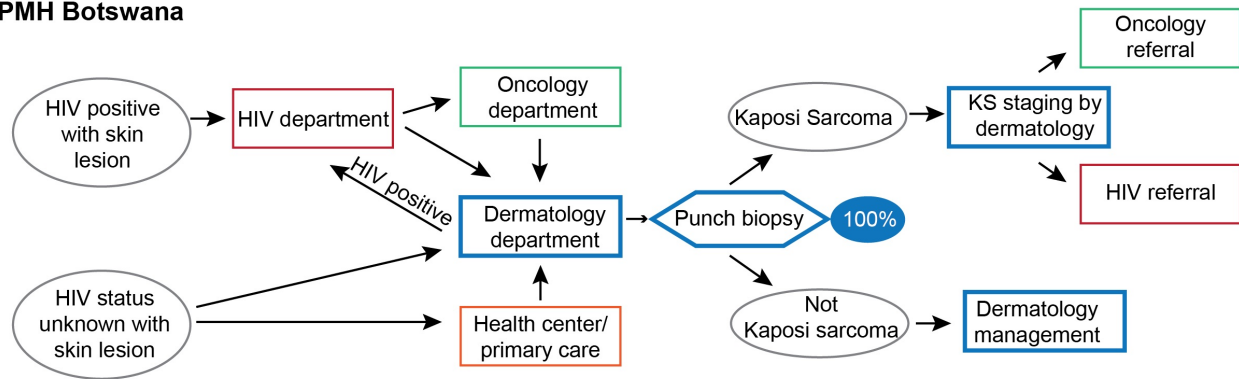 PMH Botswana
HIV positive
with skin
lesion
HIV department
Oncology
department
HIV positive
Dermatology
department
HIV status
unknown with
skin lesion
Health center/
primary care
Punch biopsy
100%
Kaposi Sarcoma
KS staging by
dermatology
Oncology
referral
HIV referral
Not
Kaposi sarcoma
Dermatology
management